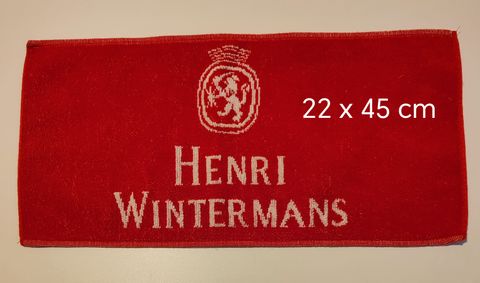 22 x 45 cm
HENRI
WINTERMANS